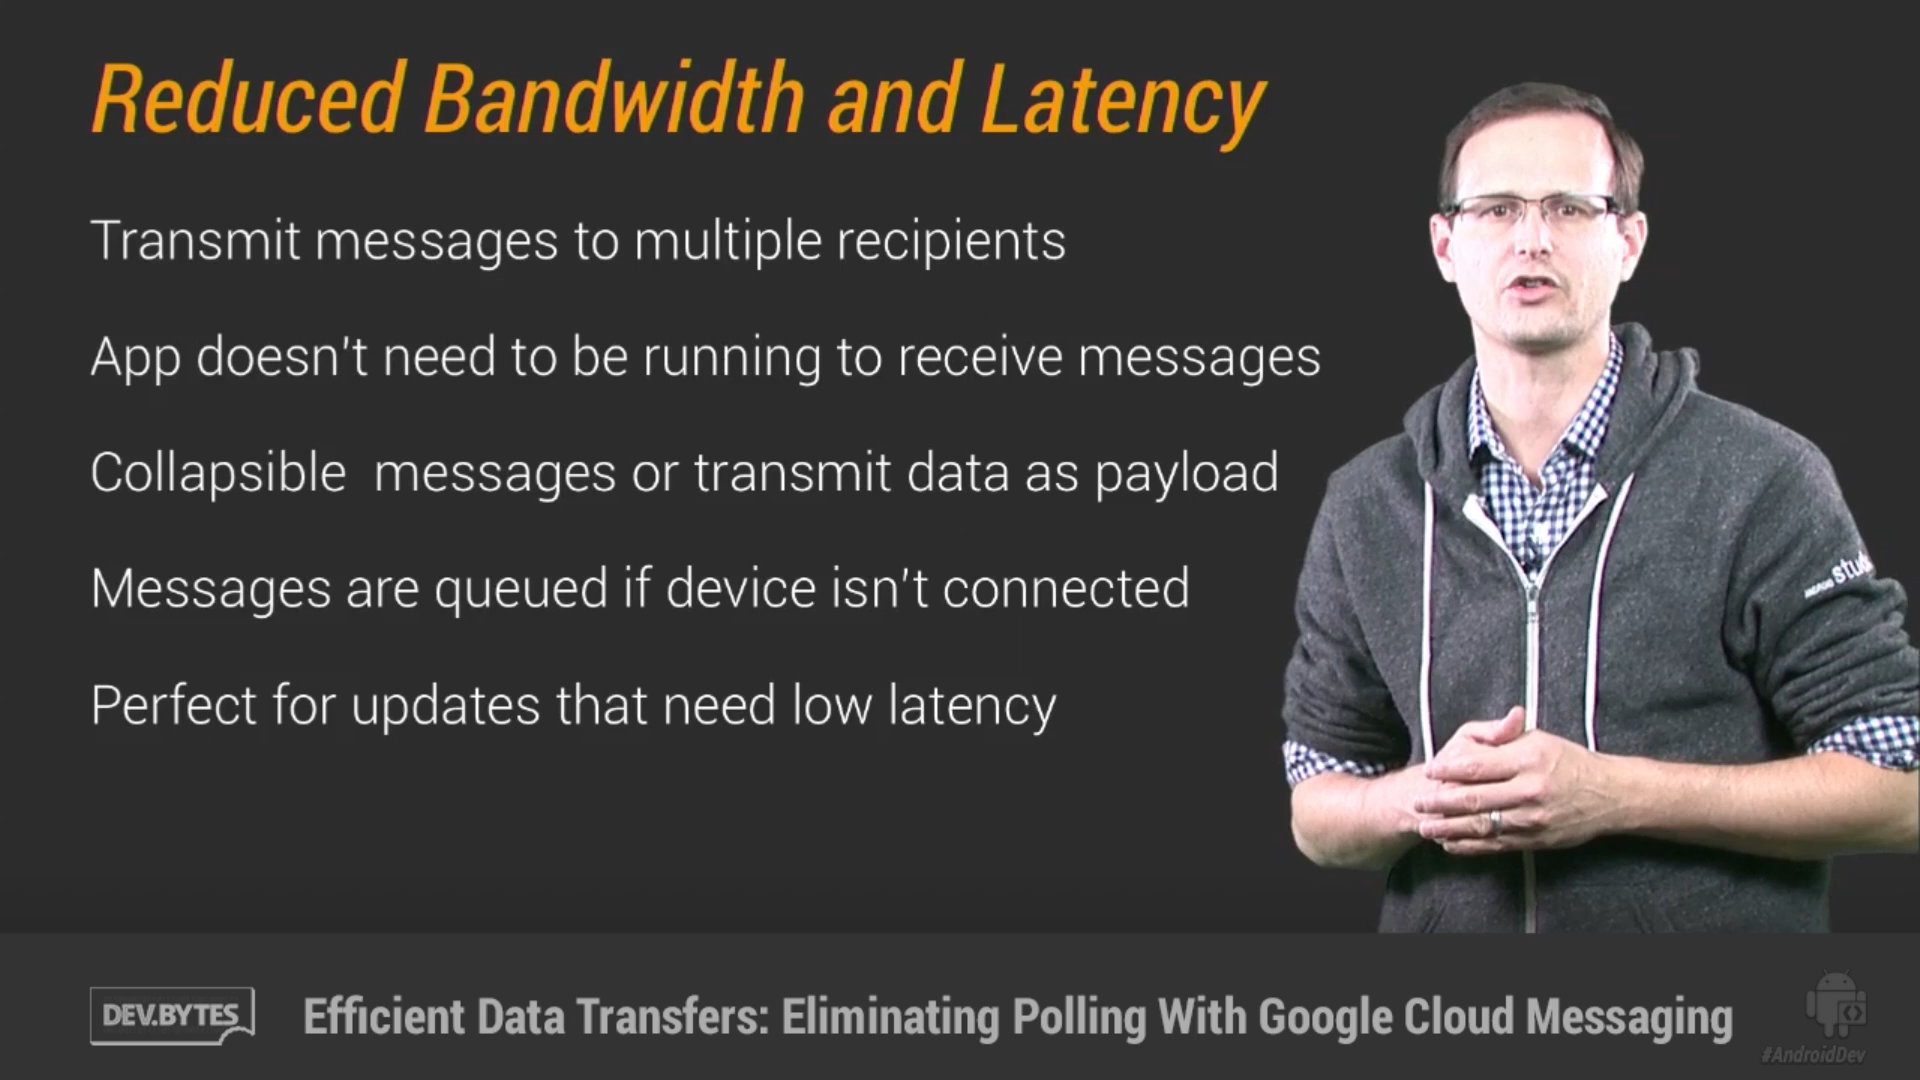 Reduced Bandwidth and Latency
Transmit messages to multiple recipients
App doesn't need to be running to receive messages
Collapsible  messages or transmit data as payload
Messages are queued if device isn't connected
Perfect for updates that need low latency
DEV.BYTES
Efficient Data Transfers: Eliminating Polling With Google Cloud Messaging
#AndroidDev